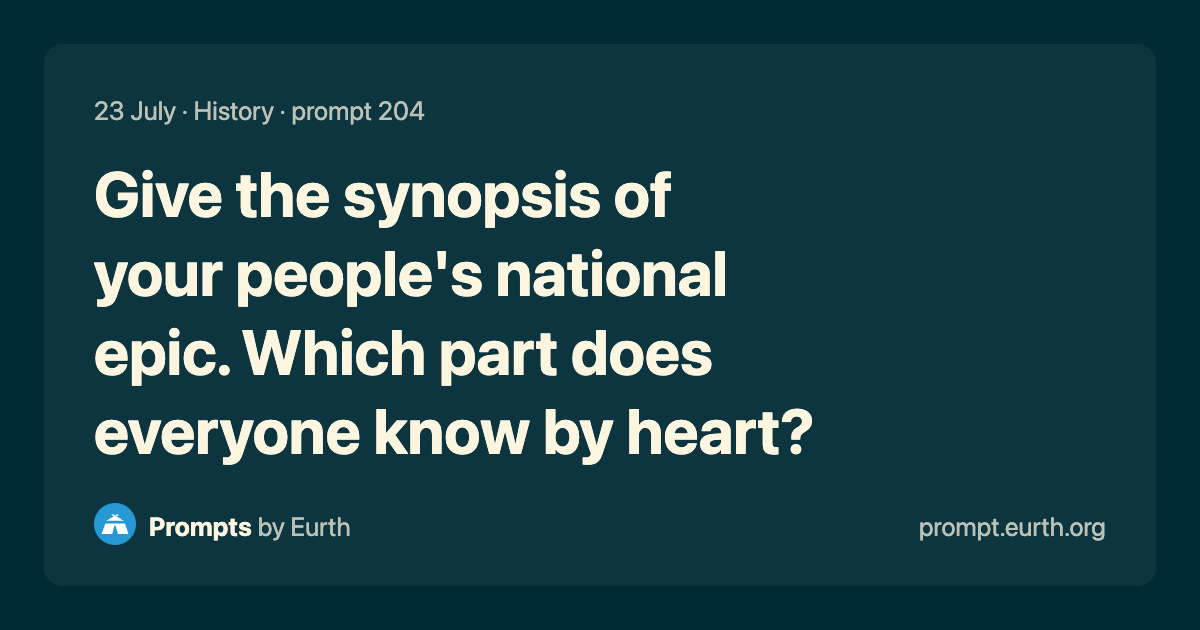 23 July · History · prompt 204
Give the synopsis of
your people's national
epic. Which part does
everyone know by heart?
Prompts by Eurth
prompt.eurth.org